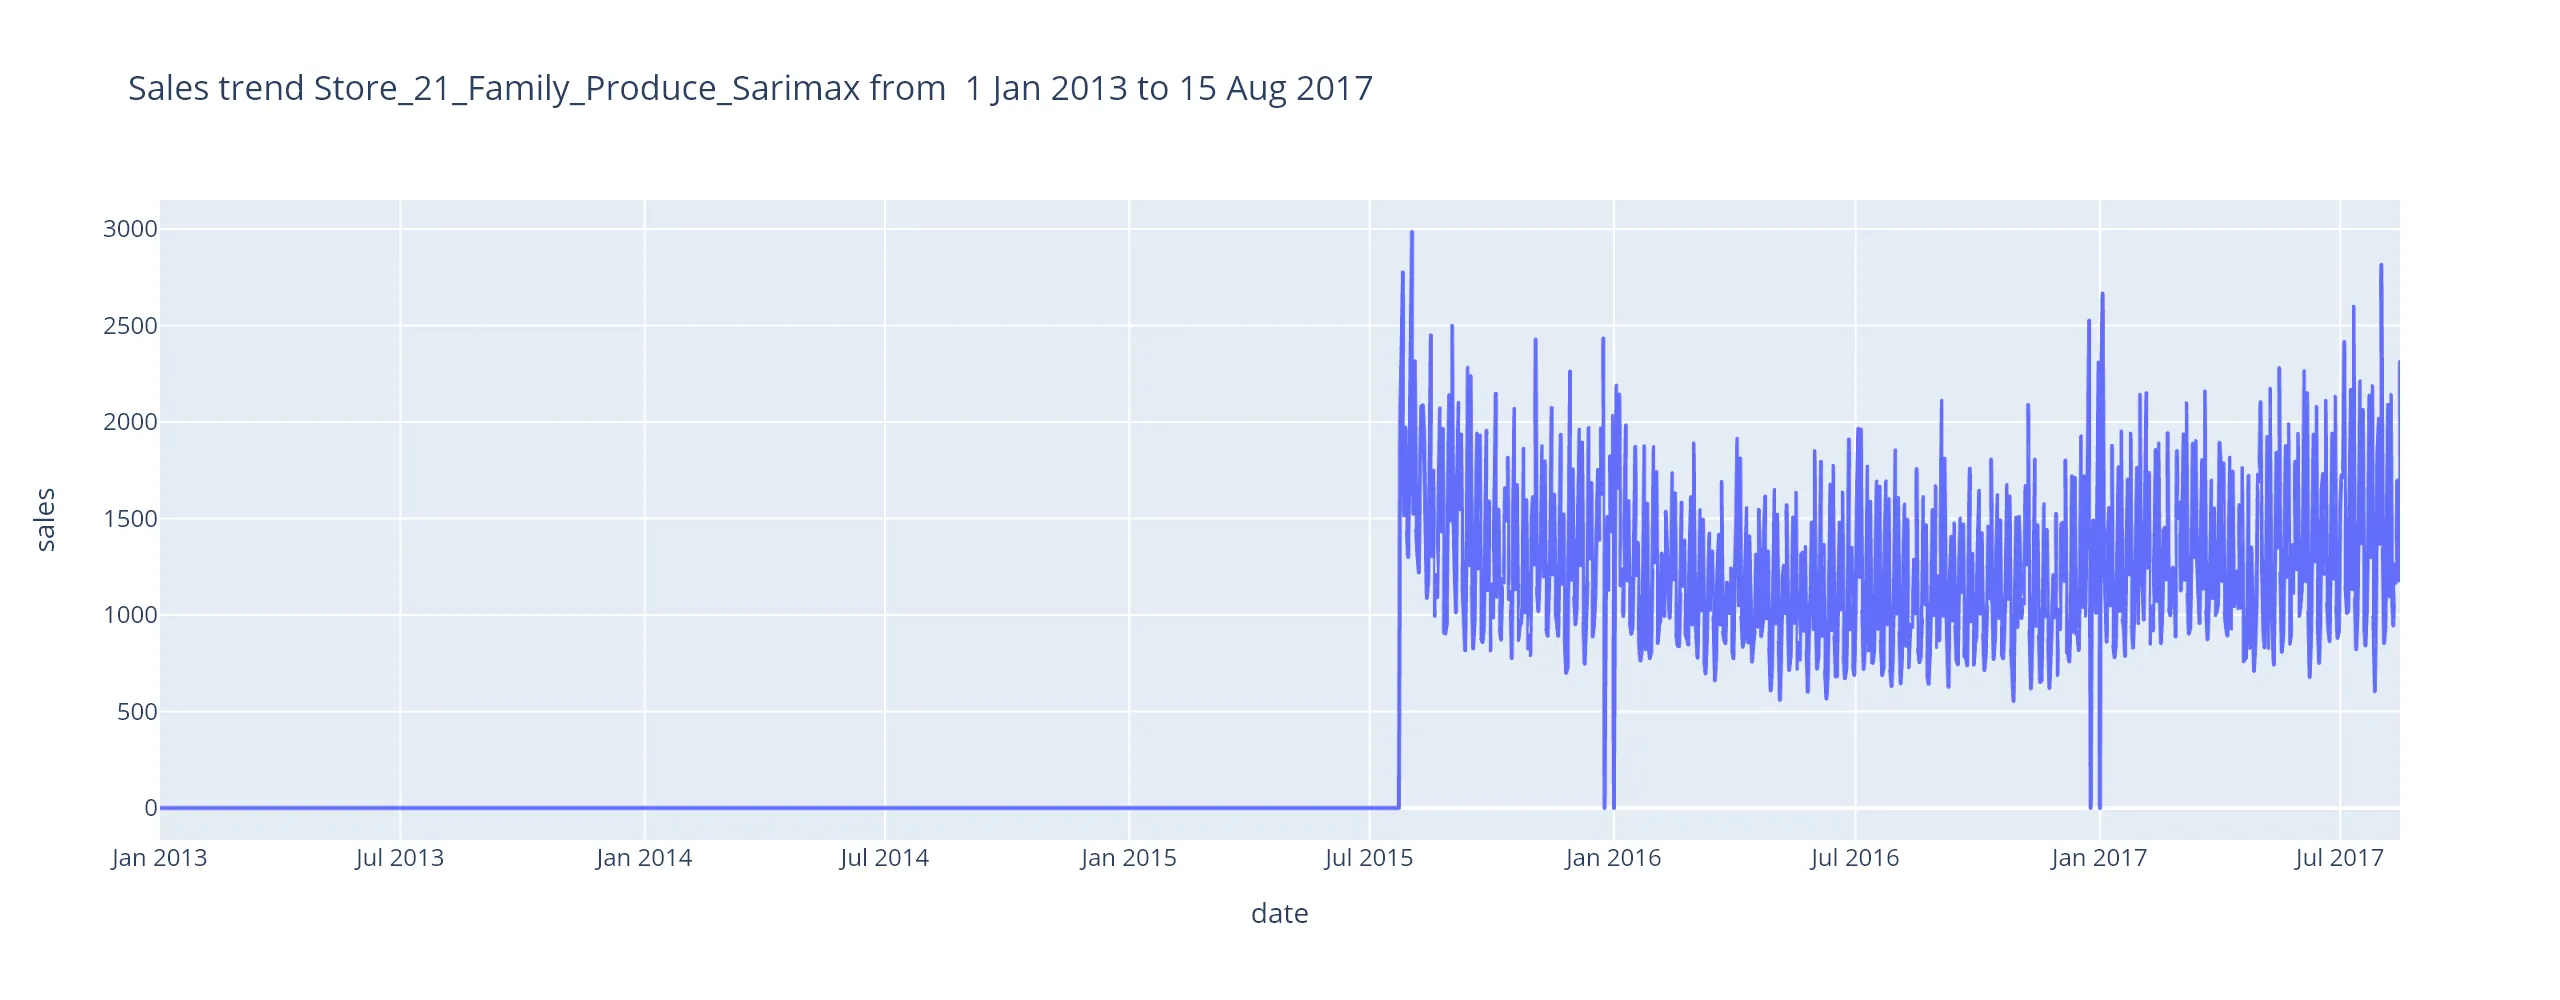 Sales trend Store_21_Family_Produce_Sarimax from  1 Jan 2013 to 15 Aug 2017
3000
2500
2000
1500
1000
500
0
sales
Jan 2013 Jul 2013 Jan 2014 Jul 2014 Jan 2015 Jul 2015 Jan 2016 Jul 2016 Jan 2017 Jul 2017
date